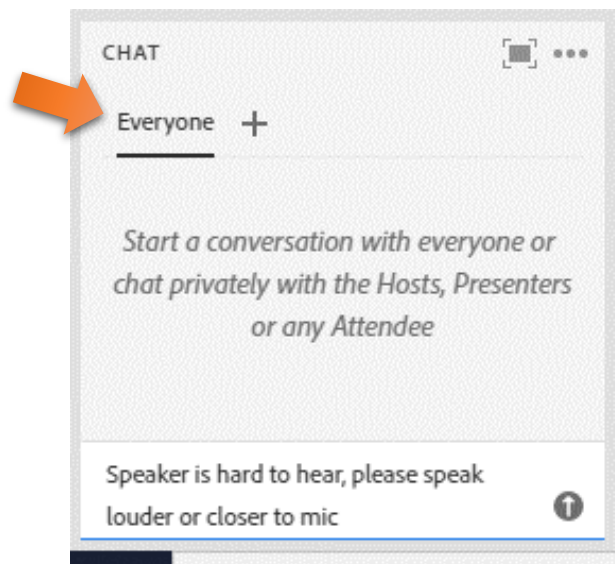 CHAT
Everyone +
Start a conversation with everyone or
chat privately with the Hosts, Presenters
or any Attendee
Speaker is hard to hear, please speak
louder or closer to mic